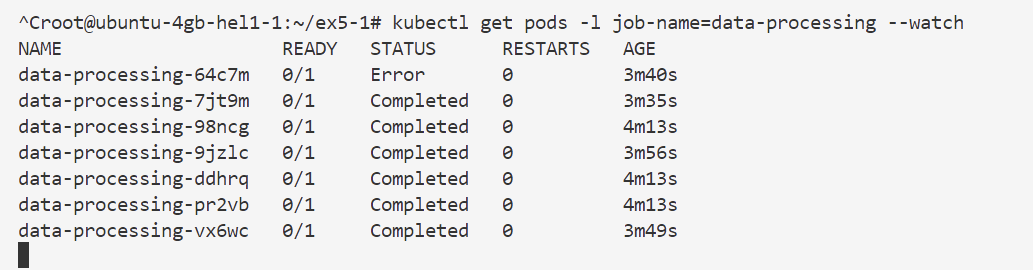 ^Croot@ubuntu-4gb-hel1-1:~/ex5-1# kubectl get pods -l job-name=data-processing --watch
NAME                    READY   STATUS      RESTARTS   AGE
data-processing-64c7m   0/1     Error       0          3m40s
data-processing-7jt9m   0/1     Completed   0          3m35s
data-processing-98ncg   0/1     Completed   0          4m13s
data-processing-9jzlc   0/1     Completed   0          3m56s
data-processing-ddhrq   0/1     Completed   0          4m13s
data-processing-pr2vb   0/1     Completed   0          4m13s
data-processing-vx6wc   0/1     Completed   0          3m49s